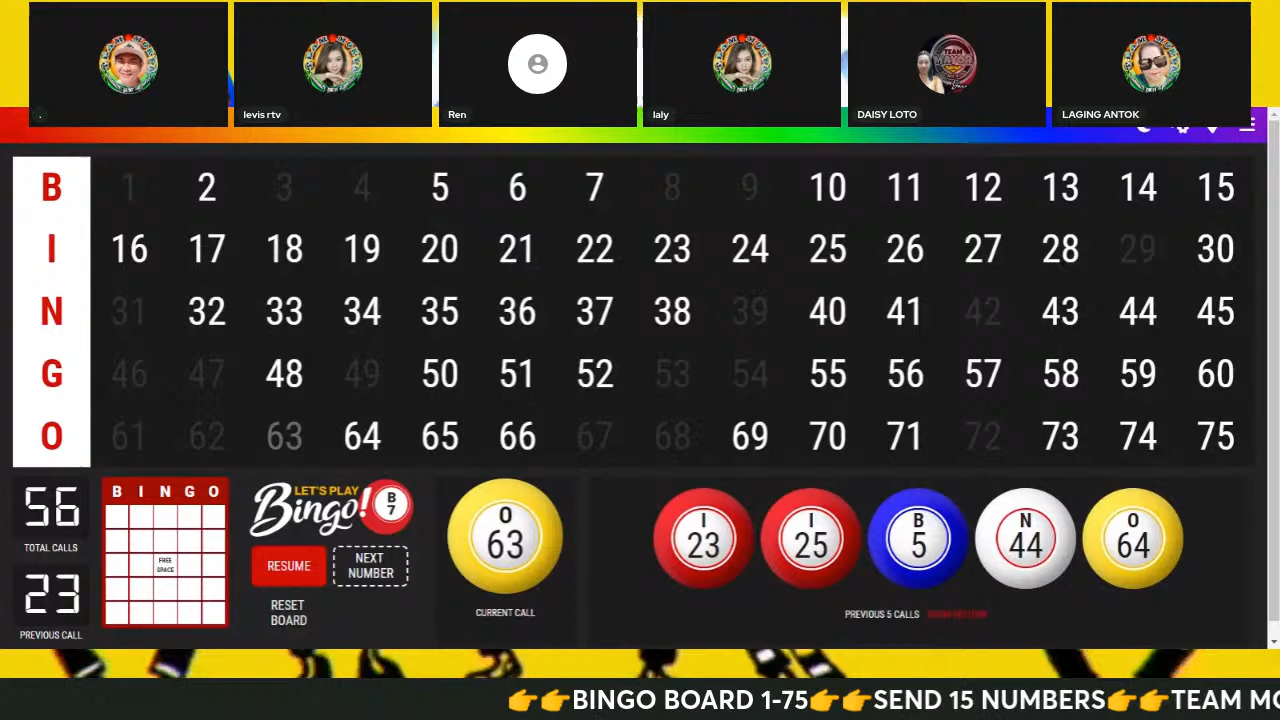 .
levis rtv
Ren
laly
DAISY LOTO
LAGING ANTOK
B 1 2 3 4 5 6 7 8 9 10 11 12 13 14 15
I 16 17 18 19 20 21 22 23 24 25 26 27 28 29 30
N 31 32 33 34 35 36 37 38 39 40 41 42 43 44 45
G 46 47 48 49 50 51 52 53 54 55 56 57 58 59 60
O 61 62 63 64 65 66 67 68 69 70 71 72 73 74 75
56
TOTAL CALLS
23
PREVIOUS CALL
B I N G O
FREE
SPACE
LET'S PLAY
Bingo!
B
7
RESUME
NEXT
NUMBER
RESET
BOARD
O
63
CURRENT CALL
I
23
I
25
B
5
N
44
O
64
PREVIOUS 5 CALLS
👉👉BINGO BOARD 1-75👉👉SEND 15 NUMBERS👉👉TEAM MO